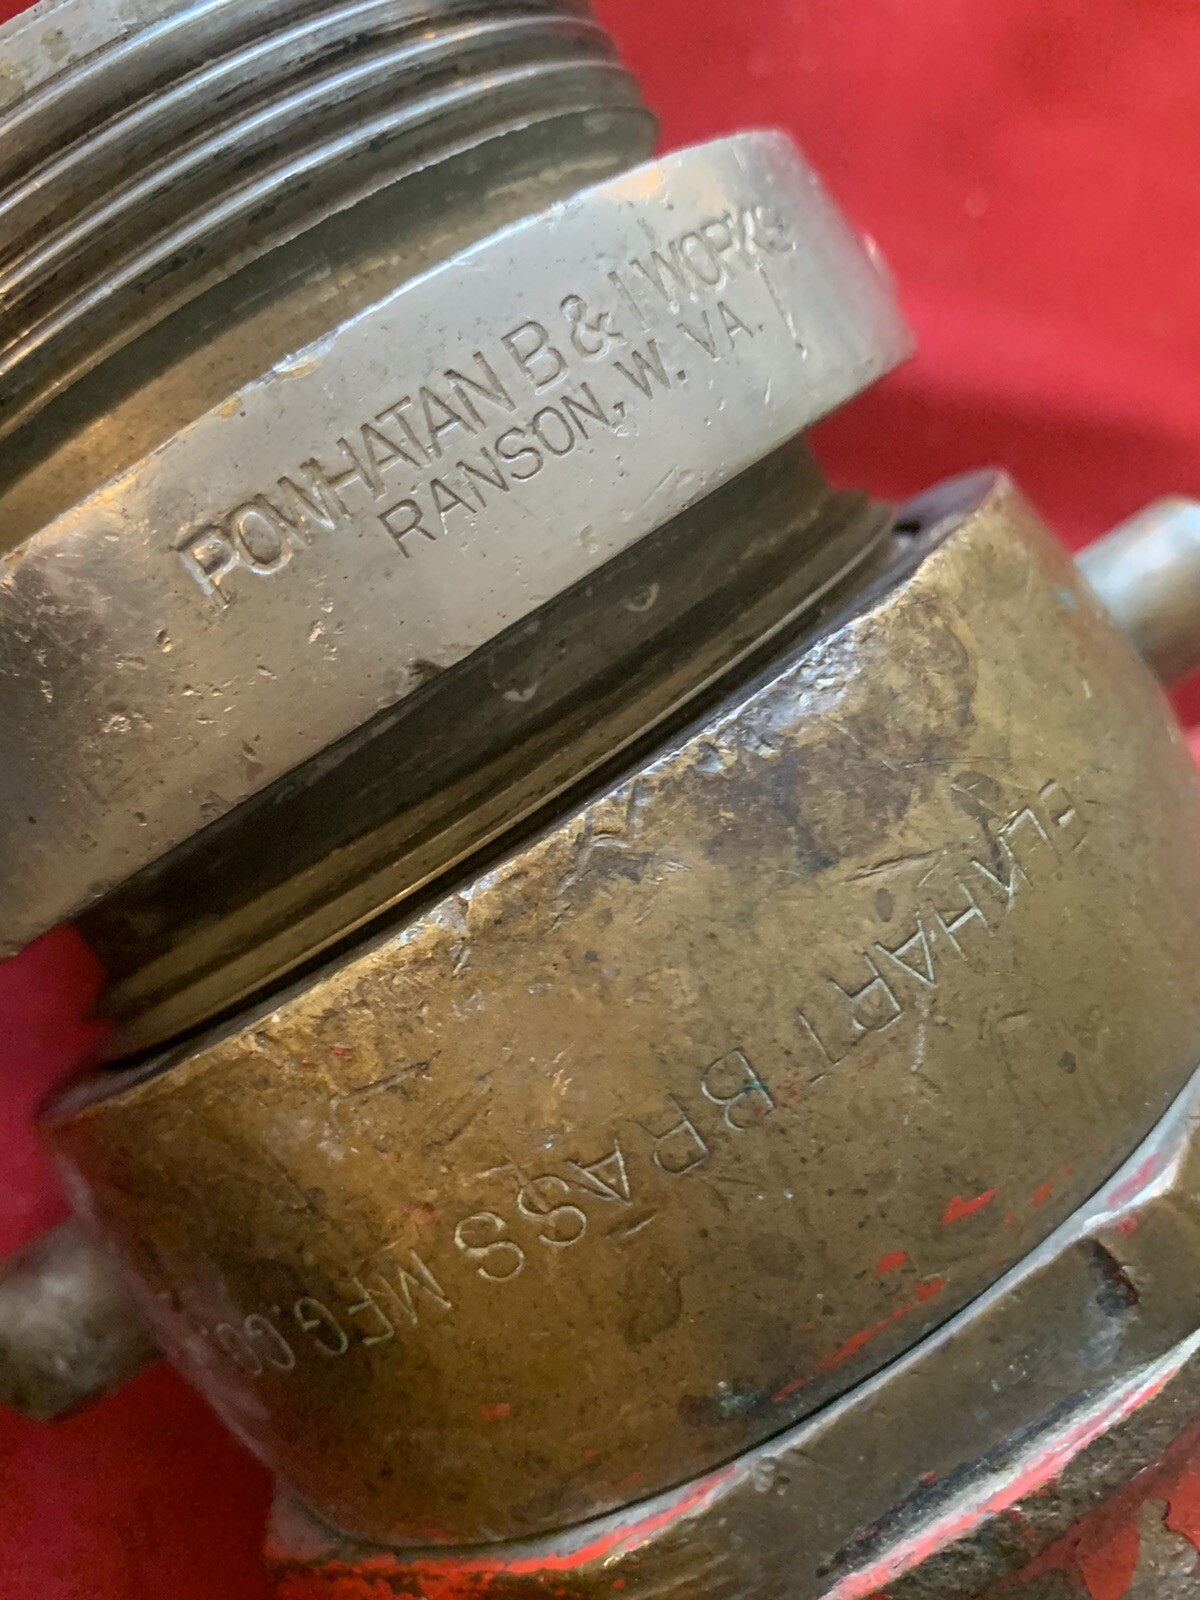 POWHATAN B & I WORKS
RANSON, W. VA.
ELKHART BRASS MFG. CO.